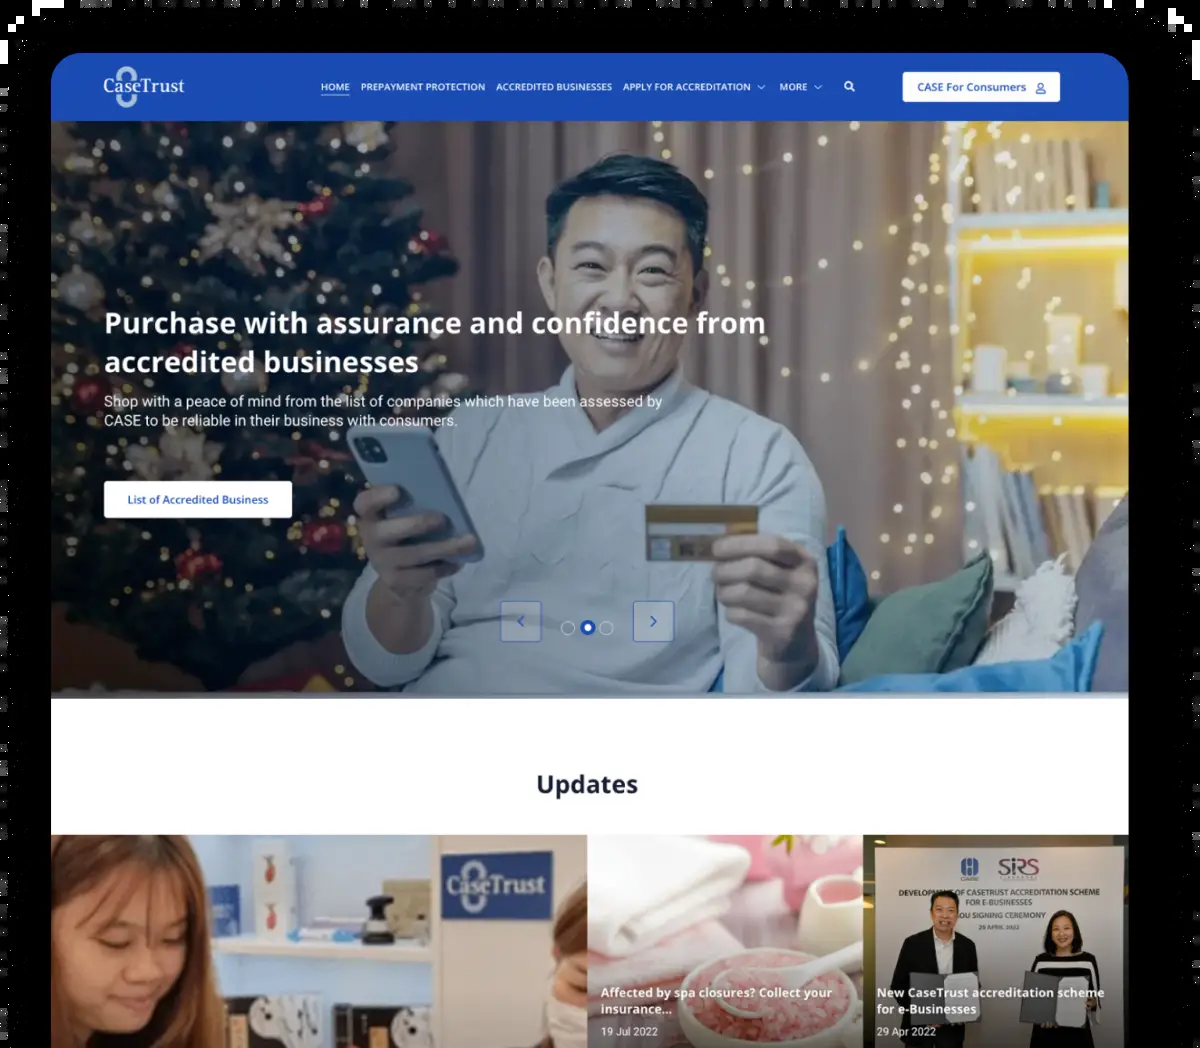 CaseTrust
HOME PREPAYMENT PROTECTION ACCREDITED BUSINESSES APPLY FOR ACCREDITATION MORE
CASE For Consumers
Purchase with assurance and confidence from
accredited businesses
Shop with a peace of mind from the list of companies which have been assessed by
CASE to be reliable in their business with consumers.
List of Accredited Business
Updates
CaseTrust
Affected by spa closures? Collect your
insurance...
19 Jul 2022
CASE SiRS
DEVELOPMENT OF CASETRUST ACCREDITATION SCHEME
FOR E-BUSINESSES
MOU SIGNING CEREMONY
28 APRIL 2022
New CaseTrust accreditation scheme
for e-Businesses
29 Apr 2022